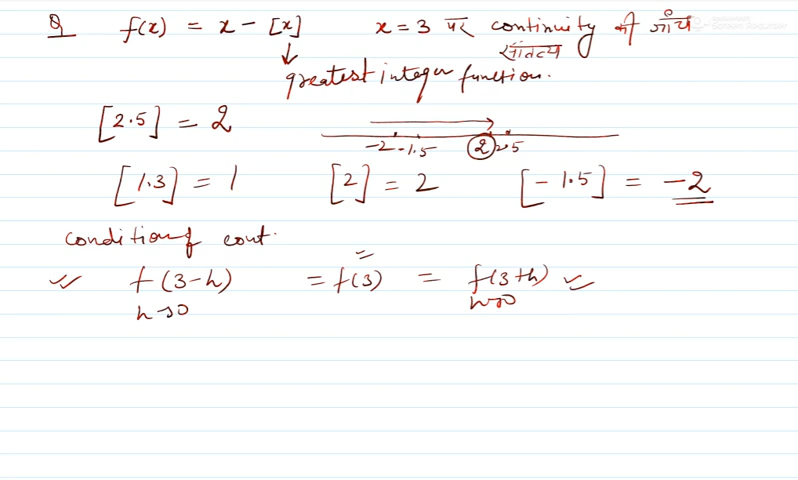 Q f(x) = x - [x] x = 3 पर continuity की जाँच
सांतत्य
↓
greatest integer function.
[2.5] = 2
-2 -1.5 2 2.5
[1.3] = 1 [2] = 2 [-1.5] = -2
condition of cont.
=
f(3-h) = f(3) = f(3+h)
h→0 h→0